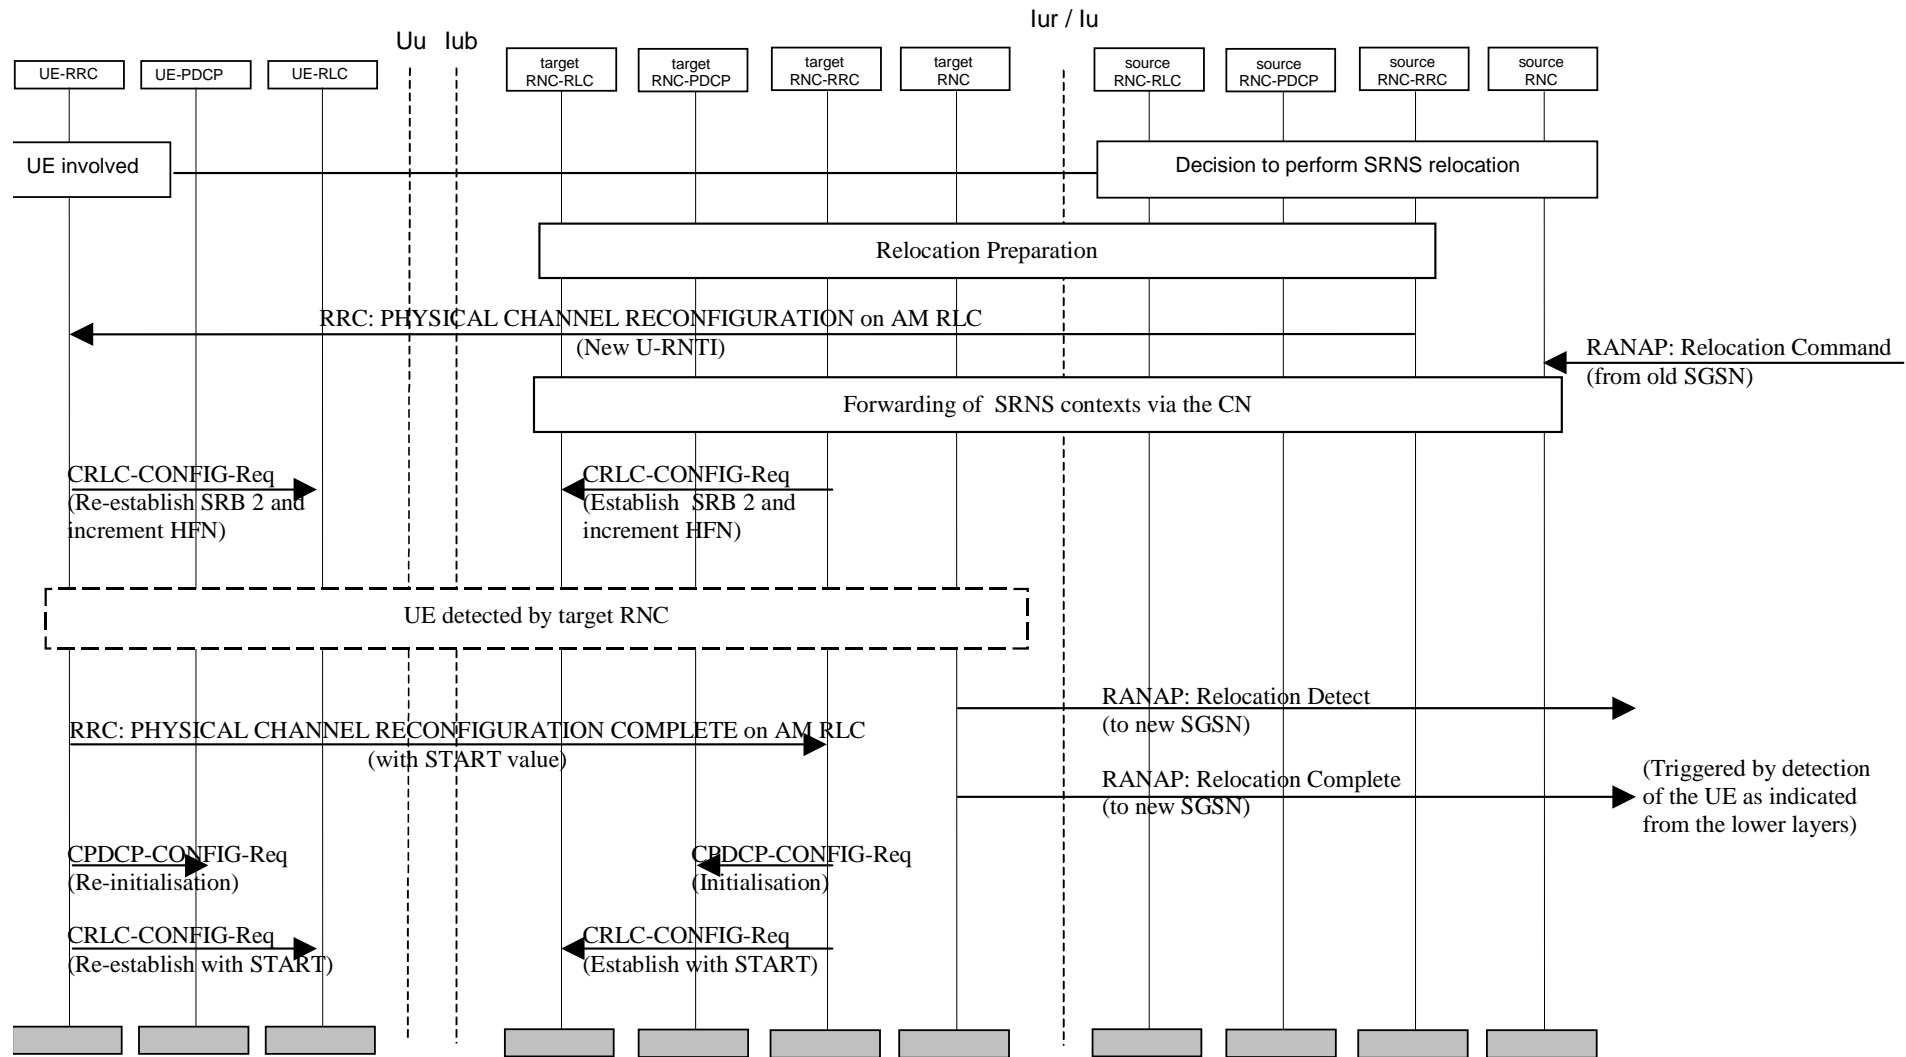 Iur / Iu
Uu Iub
UE-RRC
UE-PDCP
UE-RLC
target
RNC-RLC
target
RNC-PDCP
target
RNC-RRC
target
RNC
source
RNC-RLC
source
RNC-PDCP
source
RNC-RRC
source
RNC
UE involved
Decision to perform SRNS relocation
Relocation Preparation
RRC: PHYSICAL CHANNEL RECONFIGURATION on AM RLC
(New U-RNTI)
RANAP: Relocation Command
(from old SGSN)
Forwarding of SRNS contexts via the CN
CRLC-CONFIG-Req
(Re-establish SRB 2 and
increment HFN)
CRLC-CONFIG-Req
(Establish SRB 2 and
increment HFN)
UE detected by target RNC
RANAP: Relocation Detect
(to new SGSN)
RRC: PHYSICAL CHANNEL RECONFIGURATION COMPLETE on AM RLC
(with START value)
RANAP: Relocation Complete
(to new SGSN)
(Triggered by detection
of the UE as indicated
from the lower layers)
CPDCP-CONFIG-Req
(Re-initialisation)
CPDCP-CONFIG-Req
(Initialisation)
CRLC-CONFIG-Req
(Re-establish with START)
CRLC-CONFIG-Req
(Establish with START)